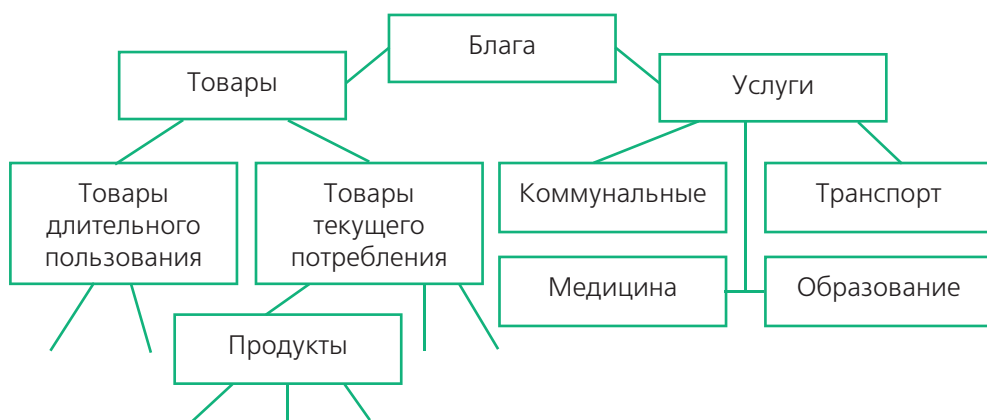 Блага
Товары
Услуги
Товары
длительного
пользования
Товары
текущего
потребления
Коммунальные
Транспорт
Медицина
Образование
Продукты